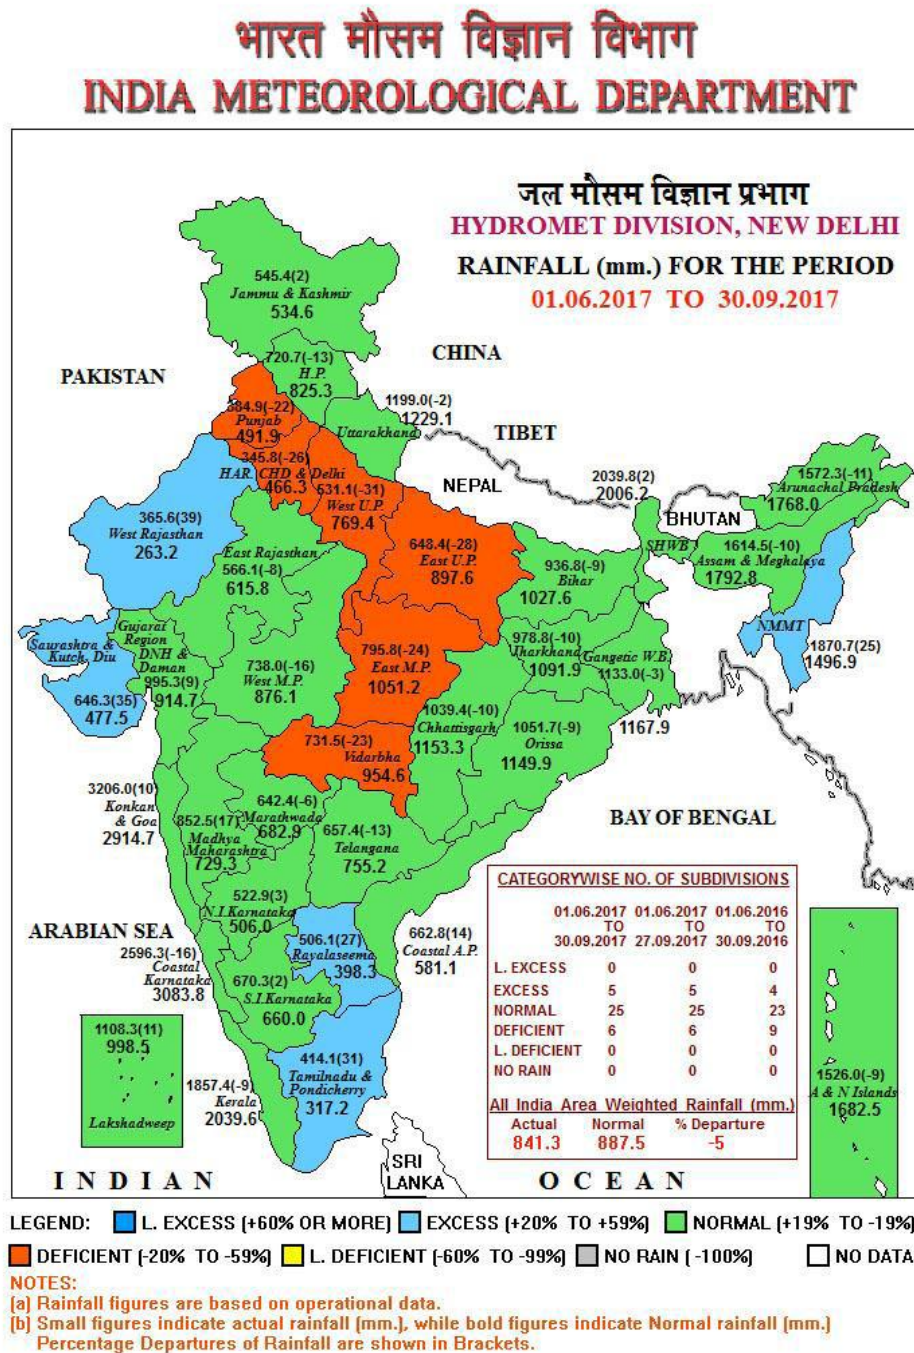 भारत मौसम विज्ञान विभाग
INDIA METEOROLOGICAL DEPARTMENT
जल मौसम विज्ञान प्रभाग
HYDROMET DIVISION, NEW DELHI
RAINFALL (mm.) FOR THE PERIOD
01.06.2017 TO 30.09.2017
545.4(2)
Jammu & Kashmir
534.6
720.7(-13)
H.P.
825.3
CHINA
PAKISTAN
384.9(-22)
Punjab
491.9
1199.0(-2)
1229.1
Uttarakhand
TIBET
345.8(-26)
HAR. CHD & Delhi
466.3
531.1(-31)
West U.P.
769.4
NEPAL
2039.8(2)
2006.2
SHWB
BHUTAN
1572.3(-11)
Arunachal Pradesh
1768.0
365.6(39)
West Rajasthan
263.2
East Rajasthan
566.1(-8)
615.8
648.4(-28)
East U.P.
897.6
936.8(-9)
Bihar
1027.6
1614.5(-10)
Assam & Meghalaya
1792.8
NMMT
1870.7(25)
1496.9
Saurashtra &
Kutch, Diu
646.3(35)
477.5
Gujarat
Region
DNH &
Daman
995.3(9)
914.7
738.0(-16)
West M.P.
876.1
795.8(-24)
East M.P.
1051.2
978.8(-10)
Jharkhand
1091.9
Gangetic W.B.
1133.0(-3)
1167.9
1039.4(-10)
Chhattisgarh
1153.3
1051.7(-9)
Orissa
1149.9
731.5(-23)
Vidarbha
954.6
3206.0(10)
Konkan
& Goa
2914.7
852.5(17)
Madhya
Maharashtra
729.3
642.4(-6)
Marathwada
682.9
657.4(-13)
Telangana
755.2
BAY OF BENGAL
522.9(3)
N.I.Karnataka
506.0
ARABIAN SEA
2596.3(-16)
Coastal
Karnataka
3083.8
506.1(27)
Rayalaseema
398.3
662.8(14)
Coastal A.P.
581.1
670.3(2)
S.I.Karnataka
660.0
1108.3(11)
998.5
Lakshadweep
1857.4(-9)
Kerala
2039.6
414.1(31)
Tamilnadu &
Pondicherry
317.2
CATEGORYWISE NO. OF SUBDIVISIONS
01.06.2017 01.06.2017 01.06.2016
TO TO TO
30.09.2017 27.09.2017 30.09.2016
L. EXCESS 0 0 0
EXCESS 5 5 4
NORMAL 25 25 23
DEFICIENT 6 6 9
L. DEFICIENT 0 0 0
NO RAIN 0 0 0
All India Area Weighted Rainfall (mm.)
Actual Normal % Departure
841.3 887.5 -5
1526.0(-9)
A & N Islands
1682.5
SRI
LANKA
INDIAN OCEAN
LEGEND: L. EXCESS (+60% OR MORE) EXCESS (+20% TO +59%) NORMAL (+19% TO -19%)
DEFICIENT (-20% TO -59%) L. DEFICIENT (-60% TO -99%) NO RAIN (-100%) NO DATA
NOTES:
(a) Rainfall figures are based on operational data.
(b) Small figures indicate actual rainfall (mm.), while bold figures indicate Normal rainfall (mm.)
Percentage Departures of Rainfall are shown in Brackets.